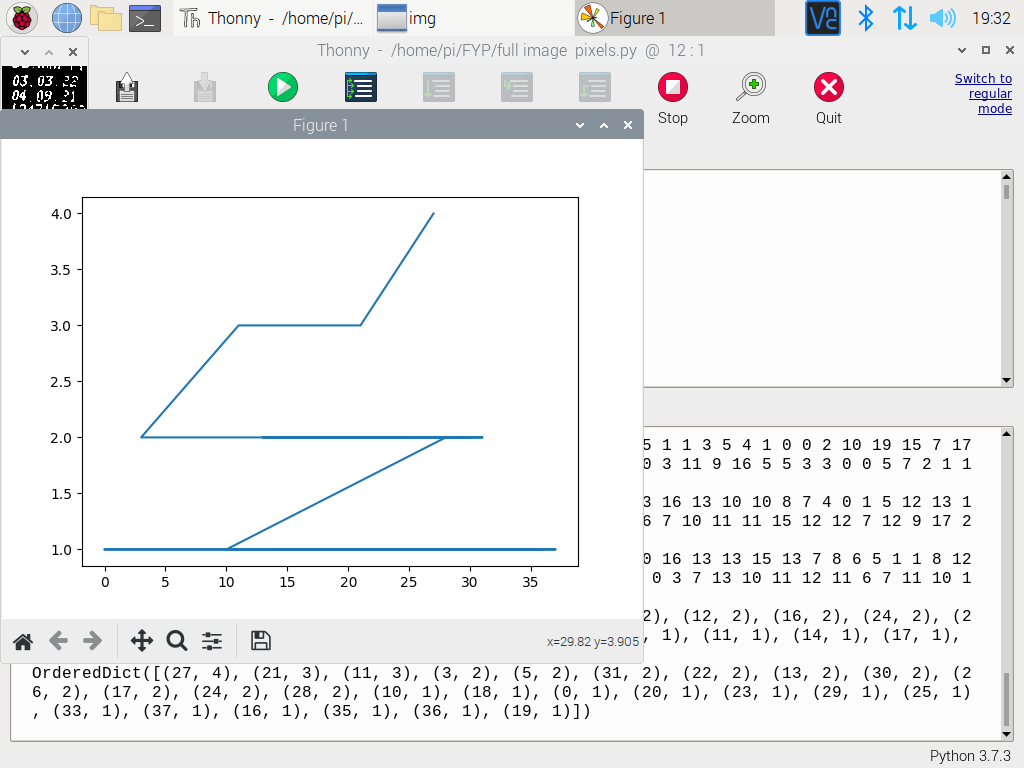 Thonny - /home/pi/...
img
Figure 1
19:32
Thonny - /home/pi/FYP/full image pixels.py @ 12 : 1
03.03.22
04 09 21
Stop
Zoom
Quit
Switch to
regular
mode
Figure 1
4.0
3.5
3.0
2.5
2.0
1.5
1.0
0 5 10 15 20 25 30 35
x=29.82 y=3.905
5 1 1 3 5 4 1 0 0 2 10 19 15 7 17
0 3 11 9 16 5 5 3 3 0 0 5 7 2 1 1
3 16 13 10 10 8 7 4 0 1 5 12 13 1
6 7 10 11 11 15 12 12 7 12 9 17 2
0 16 13 13 15 13 7 8 6 5 1 1 8 12
0 3 7 13 10 11 12 11 6 7 11 10 1
2), (12, 2), (16, 2), (24, 2), (2
, 1), (11, 1), (14, 1), (17, 1),
OrderedDict([(27, 4), (21, 3), (11, 3), (3, 2), (5, 2), (31, 2), (22, 2), (13, 2), (30, 2), (2
6, 2), (17, 2), (24, 2), (28, 2), (10, 1), (18, 1), (0, 1), (20, 1), (23, 1), (29, 1), (25, 1)
, (33, 1), (37, 1), (16, 1), (35, 1), (36, 1), (19, 1)])
Python 3.7.3